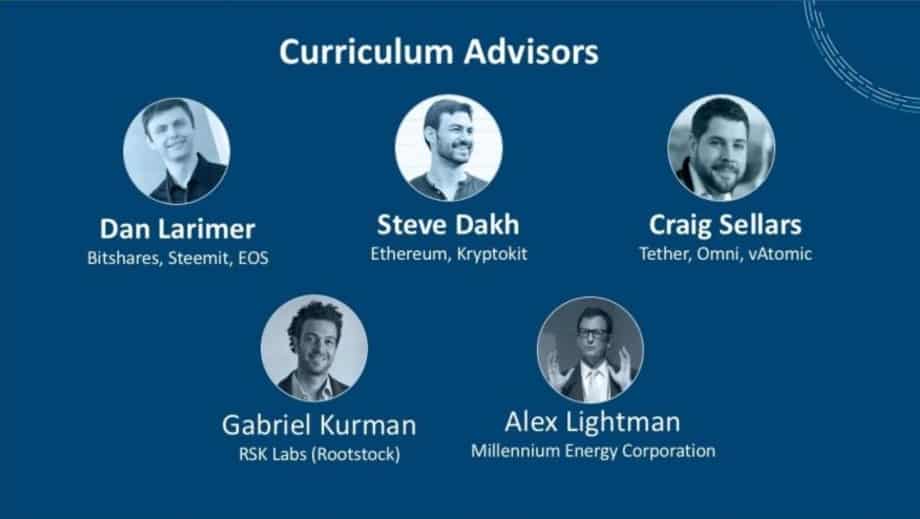 Curriculum Advisors
Dan Larimer
Bitshares, Steemit, EOS
Steve Dakh
Ethereum, Kryptokit
Craig Sellars
Tether, Omni, vAtomic
Gabriel Kurman
RSK Labs (Rootstock)
Alex Lightman
Millennium Energy Corporation